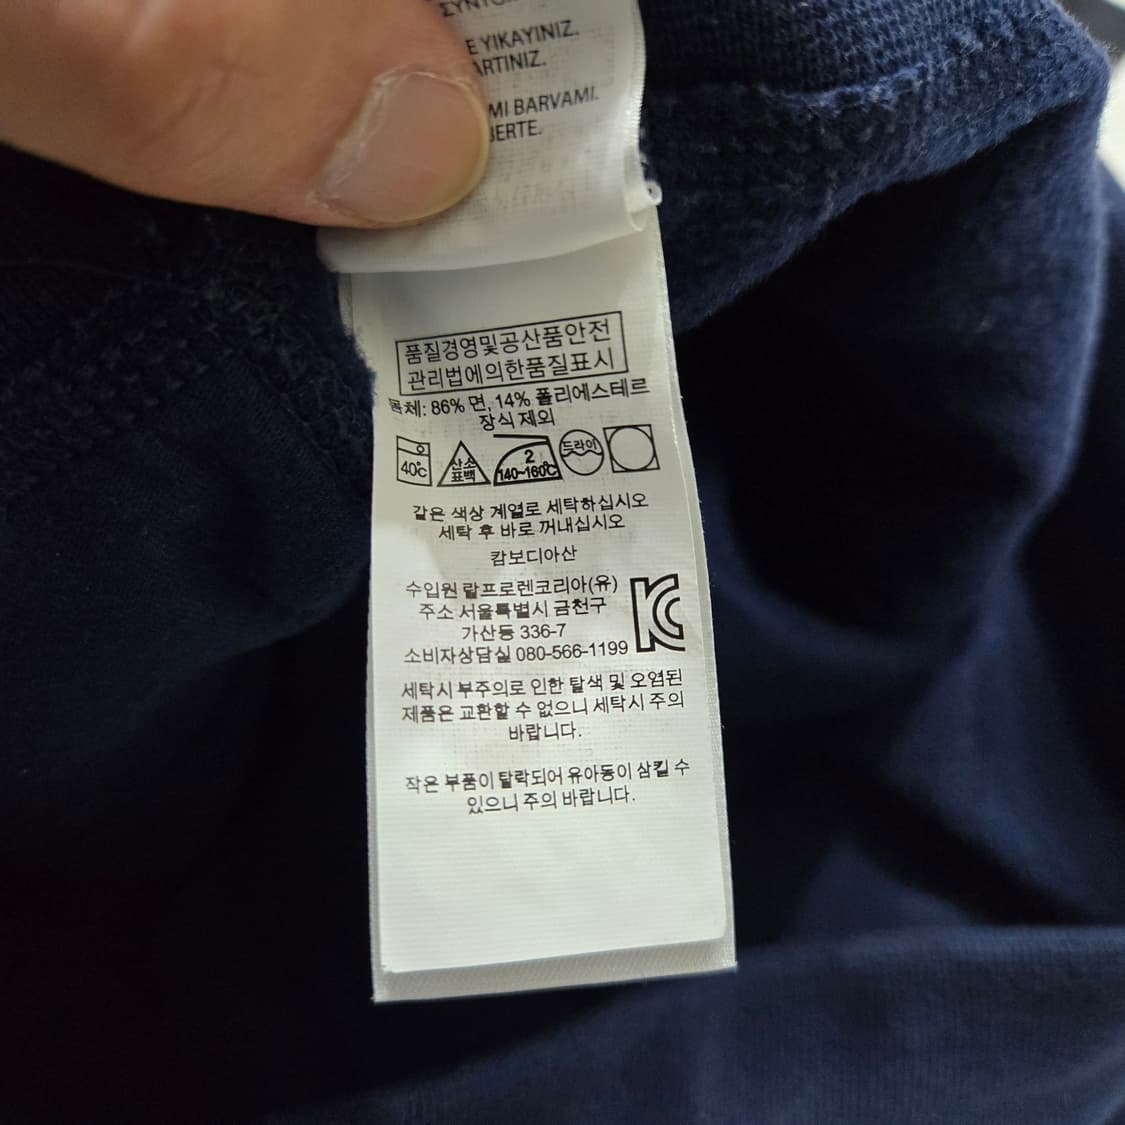 ΣΥΝΤΟ
E YIKAYINIZ.
ARTINIZ.
MI BARVAMI.
BERTE.
품질경영및공산품안전
관리법에의한품질표시
몸체: 86% 면, 14% 폴리에스테르
장식 제외
40℃ 산소 표백 2 140~160℃ 드라이
같은 색상 계열로 세탁하십시오
세탁 후 바로 꺼내십시오
캄보디아산
수입원 랄프로렌코리아(유)
주소 서울특별시 금천구
가산동 336-7
소비자상담실 080-566-1199
KC
세탁시 부주의로 인한 탈색 및 오염된
제품은 교환할 수 없으니 세탁시 주의
바랍니다.
작은 부품이 탈락되어 유아동이 삼킬 수
있으니 주의 바랍니다.